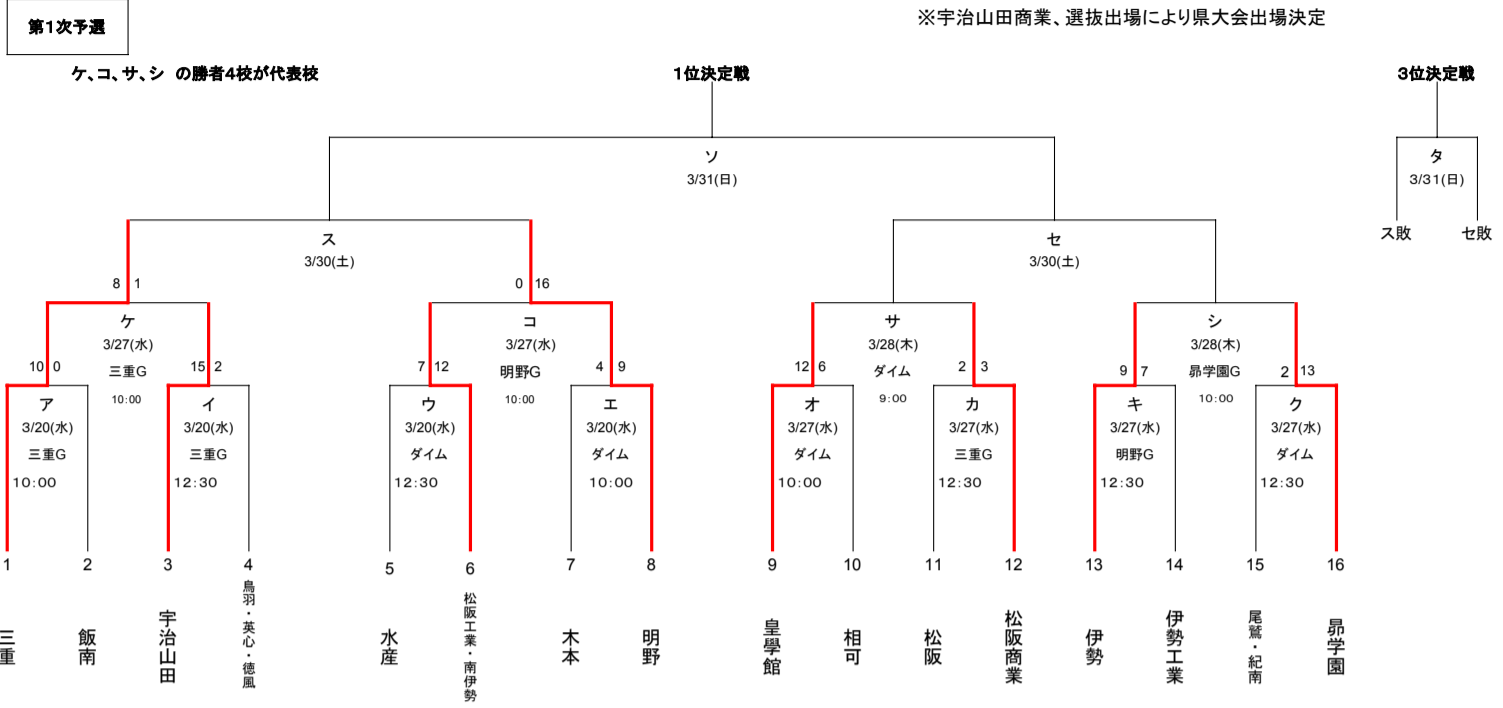 ※宇治山田商業、選抜出場により県大会出場決定
第1次予選
ケ、コ、サ、シ の勝者4校が代表校
1位決定戦
3位決定戦
ソ
3/31(日)
タ
3/31(日)
ス敗
セ敗
ス
3/30(土)
セ
3/30(土)
8 1
0 16
ケ
3/27(水)
三重G
10:00
コ
3/27(水)
明野G
10:00
サ
3/28(木)
ダイム
9:00
シ
3/28(木)
昴学園G
10:00
10 0
15 2
7 12
4 9
12 6
2 3
9 7
2 13
ア
3/20(水)
三重G
10:00
イ
3/20(水)
三重G
12:30
ウ
3/20(水)
ダイム
12:30
エ
3/20(水)
ダイム
10:00
オ
3/27(水)
ダイム
10:00
カ
3/27(水)
三重G
12:30
キ
3/27(水)
明野G
12:30
ク
3/27(水)
ダイム
12:30
1
三重
2
飯南
3
宇治山田
4
鳥羽・英心・徳風
5
水産
6
松阪工業・南伊勢
7
木本
8
明野
9
皇學館
10
相可
11
松阪
12
松阪商業
13
伊勢
14
伊勢工業
15
尾鷲・紀南
16
昴学園